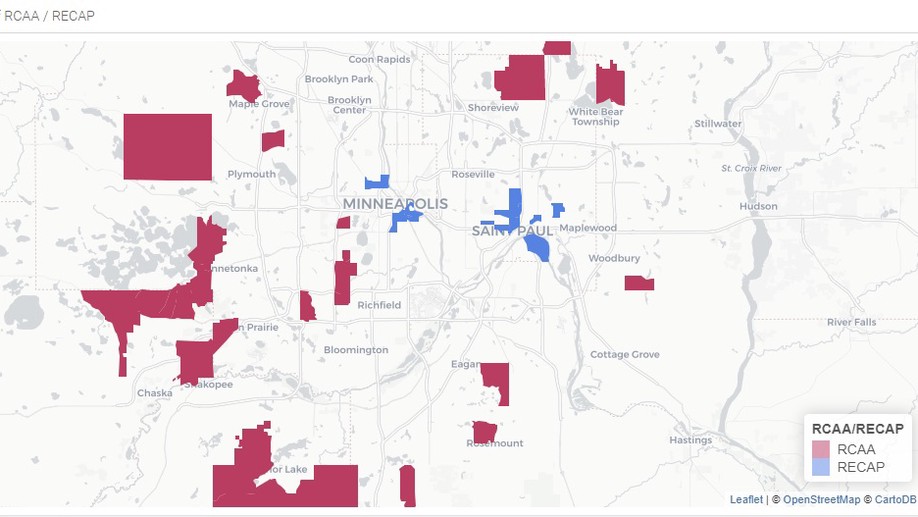 RCAA / RECAP
Coon Rapids
Brooklyn Park
Maple Grove
Brooklyn
Center
Shoreview
White Bear
Township
Stillwater
Plymouth
Roseville
St. Croix River
MINNEAPOLIS
Hudson
SAINT PAUL
Maplewood
nnetonka
Woodbury
Richfield
n Prairie
River Falls
Bloomington
Cottage Grove
Eagan
Shakopee
Chaska
Rosemount
Hastings
ior Lake
RCAA/RECAP
RCAA
RECAP
Leaflet | © OpenStreetMap © CartoDB